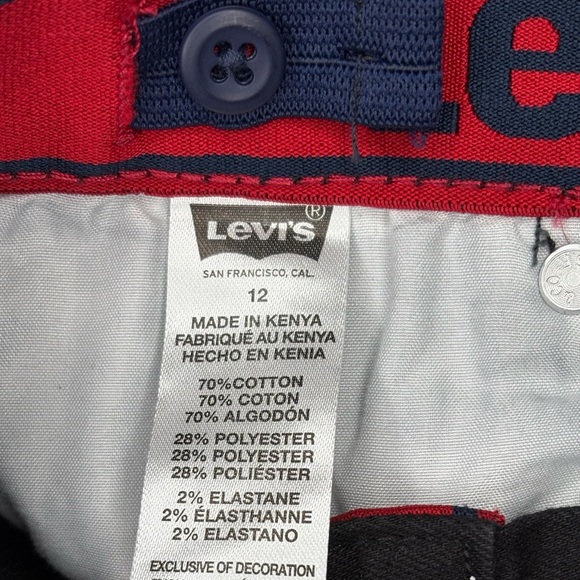 Le
LEVI'S®
SAN FRANCISCO, CAL.
12
MADE IN KENYA
FABRIQUÉ AU KENYA
HECHO EN KENIA
70%COTTON
70% COTON
70% ALGODÓN
28% POLYESTER
28% POLYESTER
28% POLIÉSTER
2% ELASTANE
2% ÉLASTHANNE
2% ELASTANO
EXCLUSIVE OF DECORATION